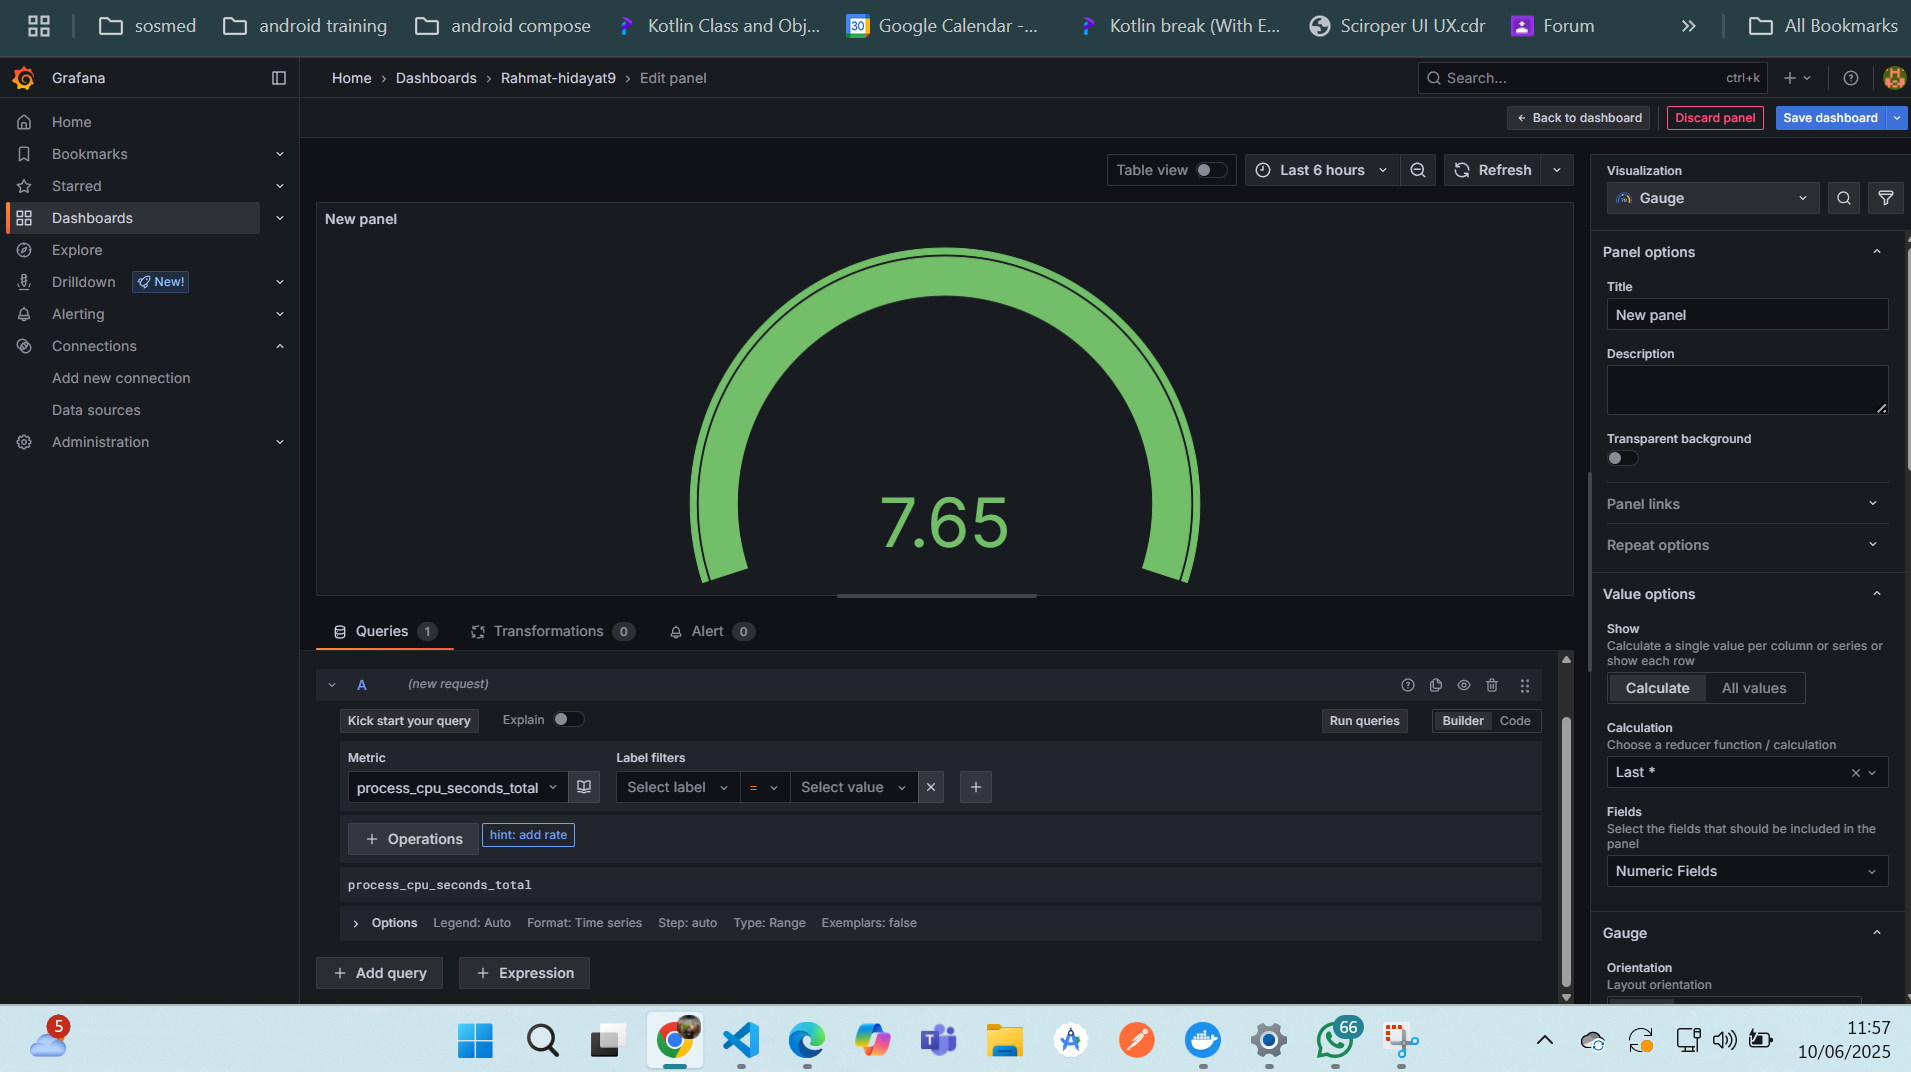 sosmed
android training
android compose
Kotlin Class and Obj...
30
Google Calendar -...
Kotlin break (With E...
Sciroper UI UX.cdr
Forum
All Bookmarks
Grafana
Home › Dashboards › Rahmat-hidayat9 › Edit panel
Search...
ctrl+k
Back to dashboard
Discard panel
Save dashboard
Home
Bookmarks
Starred
Dashboards
Explore
Drilldown
New!
Alerting
Connections
Add new connection
Data sources
Administration
Table view
Last 6 hours
Refresh
New panel
7.65
Queries 1
Transformations 0
Alert 0
A
(new request)
Kick start your query
Explain
Run queries
Builder
Code
Metric
process_cpu_seconds_total
Label filters
Select label
=
Select value
+ Operations
hint: add rate
process_cpu_seconds_total
Options
Legend: Auto
Format: Time series
Step: auto
Type: Range
Exemplars: false
+ Add query
+ Expression
Visualization
Gauge
Panel options
Title
New panel
Description
Transparent background
Panel links
Repeat options
Value options
Show
Calculate a single value per column or series or
show each row
Calculate
All values
Calculation
Choose a reducer function / calculation
Last *
Fields
Select the fields that should be included in the
panel
Numeric Fields
Gauge
Orientation
Layout orientation
5
66
11:57
10/06/2025